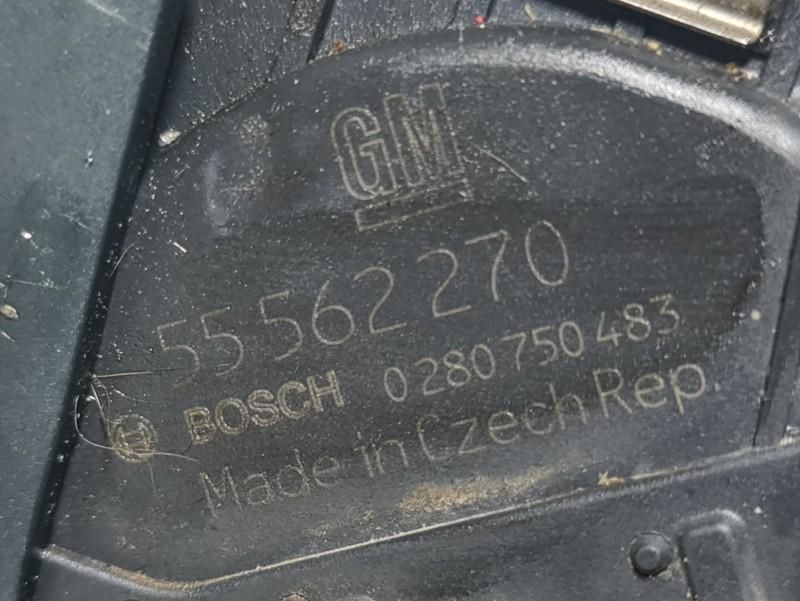 GM
55 562 270
BOSCH 0 280 750 483
Made in Czech Rep.